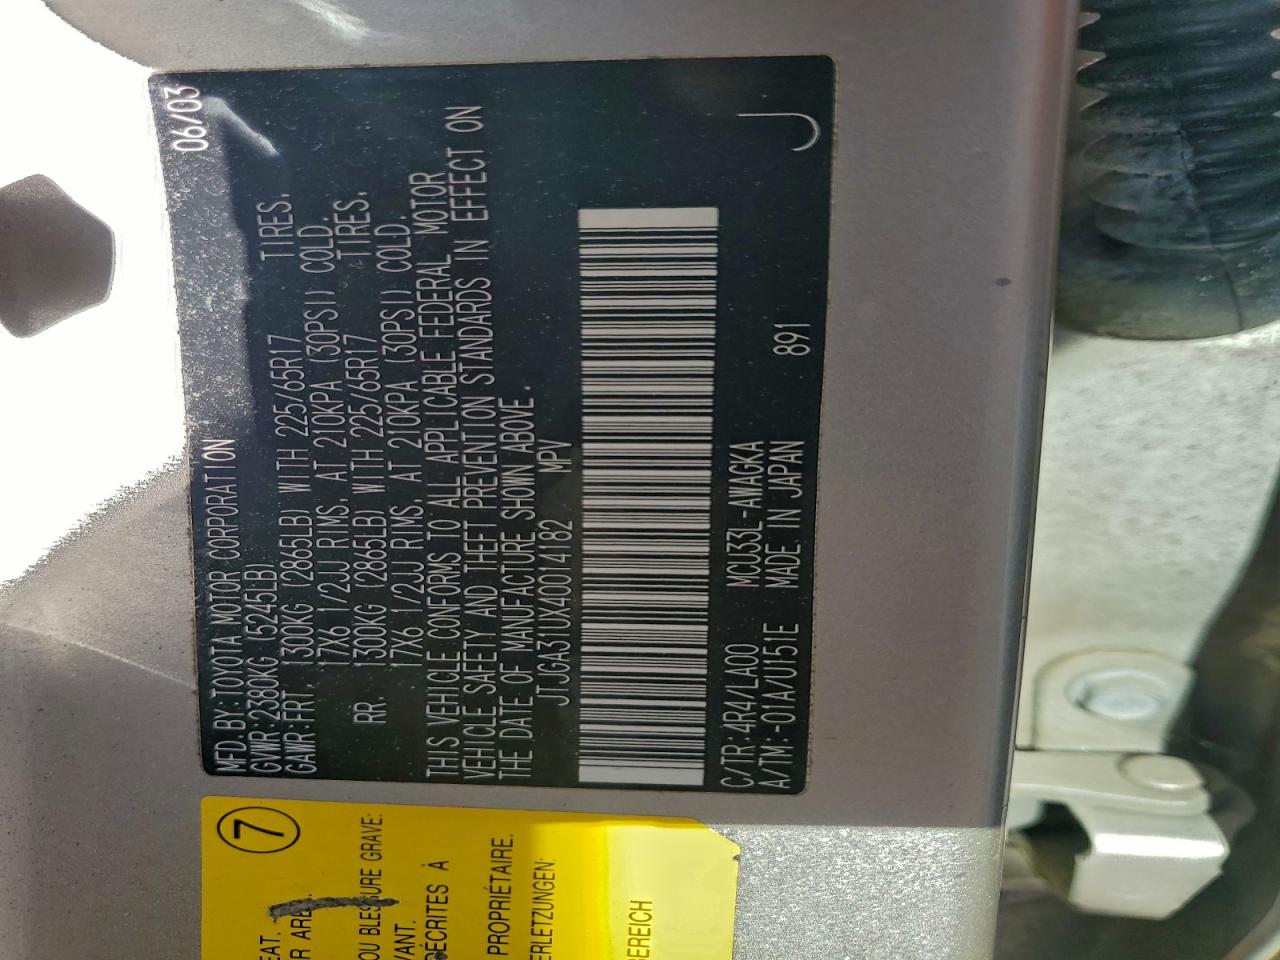 MFD.BY:TOYOTA MOTOR CORPORATION 06/03
GVWR:2380KG (5245LB)
GAWR:FRT. 1300KG (2865LB) WITH 225/65R17 TIRES.
17X6 1/2JJ RIMS, AT 210KPA (30PSI) COLD.
RR. 1300KG (2865LB) WITH 225/65R17 TIRES.
17X6 1/2JJ RIMS, AT 210KPA (30PSI) COLD.
THIS VEHICLE CONFORMS TO ALL APPLICABLE FEDERAL MOTOR
VEHICLE SAFETY AND THEFT PREVENTION STANDARDS IN EFFECT ON
THE DATE OF MANUFACTURE SHOWN ABOVE.
JTJGA31UX40014182 MPV
C/TR:4R4/LA00 MCU33L-AWAGKA
A/TM:-01A/U151E MADE IN JAPAN 891 J
7
EAT.
R ARE
OU BLESSURE GRAVE:
VANT.
DÉCRITES À
PROPRIÉTAIRE.
ERLETZUNGEN:
BEREICH